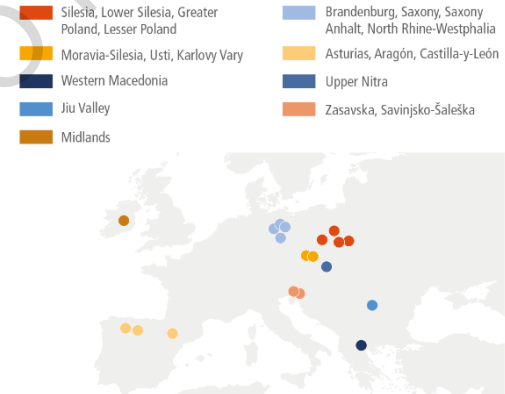 Silesia, Lower Silesia, Greater
Poland, Lesser Poland
Moravia-Silesia, Usti, Karlovy Vary
Western Macedonia
Jiu Valley
Midlands
Brandenburg, Saxony, Saxony
Anhalt, North Rhine-Westphalia
Asturias, Aragón, Castilla-y-León
Upper Nitra
Zasavska, Savinjsko-Šaleška